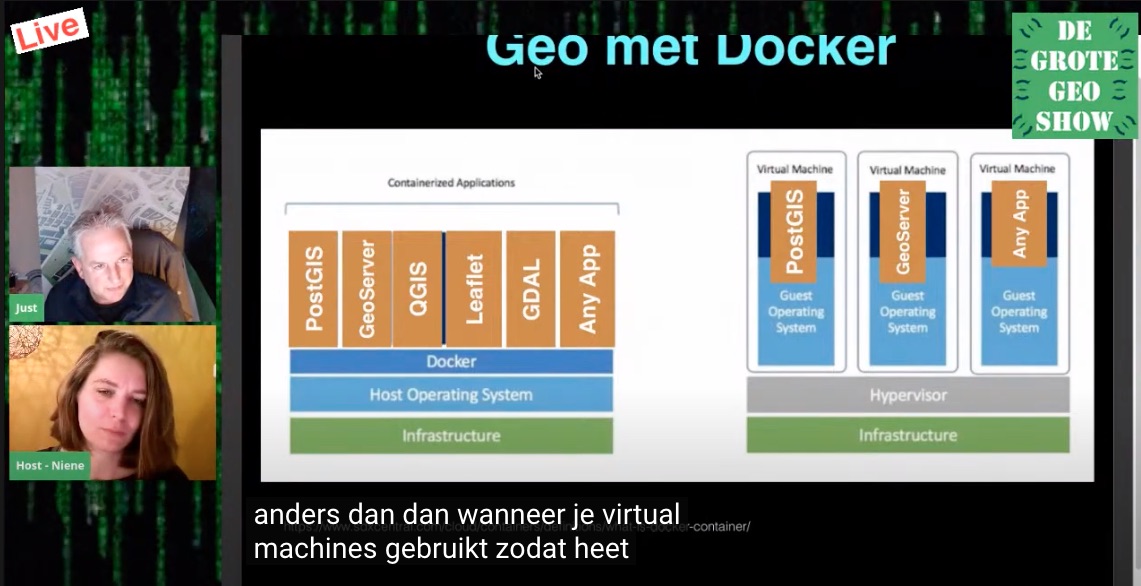 Live
Geo met Docker
DE
GROTE
GEO
SHOW
Containerized Applications
PostGIS
GeoServer
QGIS
Leaflet
GDAL
Any App
Docker
Host Operating System
Infrastructure
Virtual Machine
PostGIS
Guest
Operating
System
Virtual Machine
GeoServer
Guest
Operating
System
Virtual Machine
Any App
Guest
Operating
System
Hypervisor
Infrastructure
Just
Host - Niene
anders dan dan wanneer je virtual
machines gebruikt zodat heet
-container/